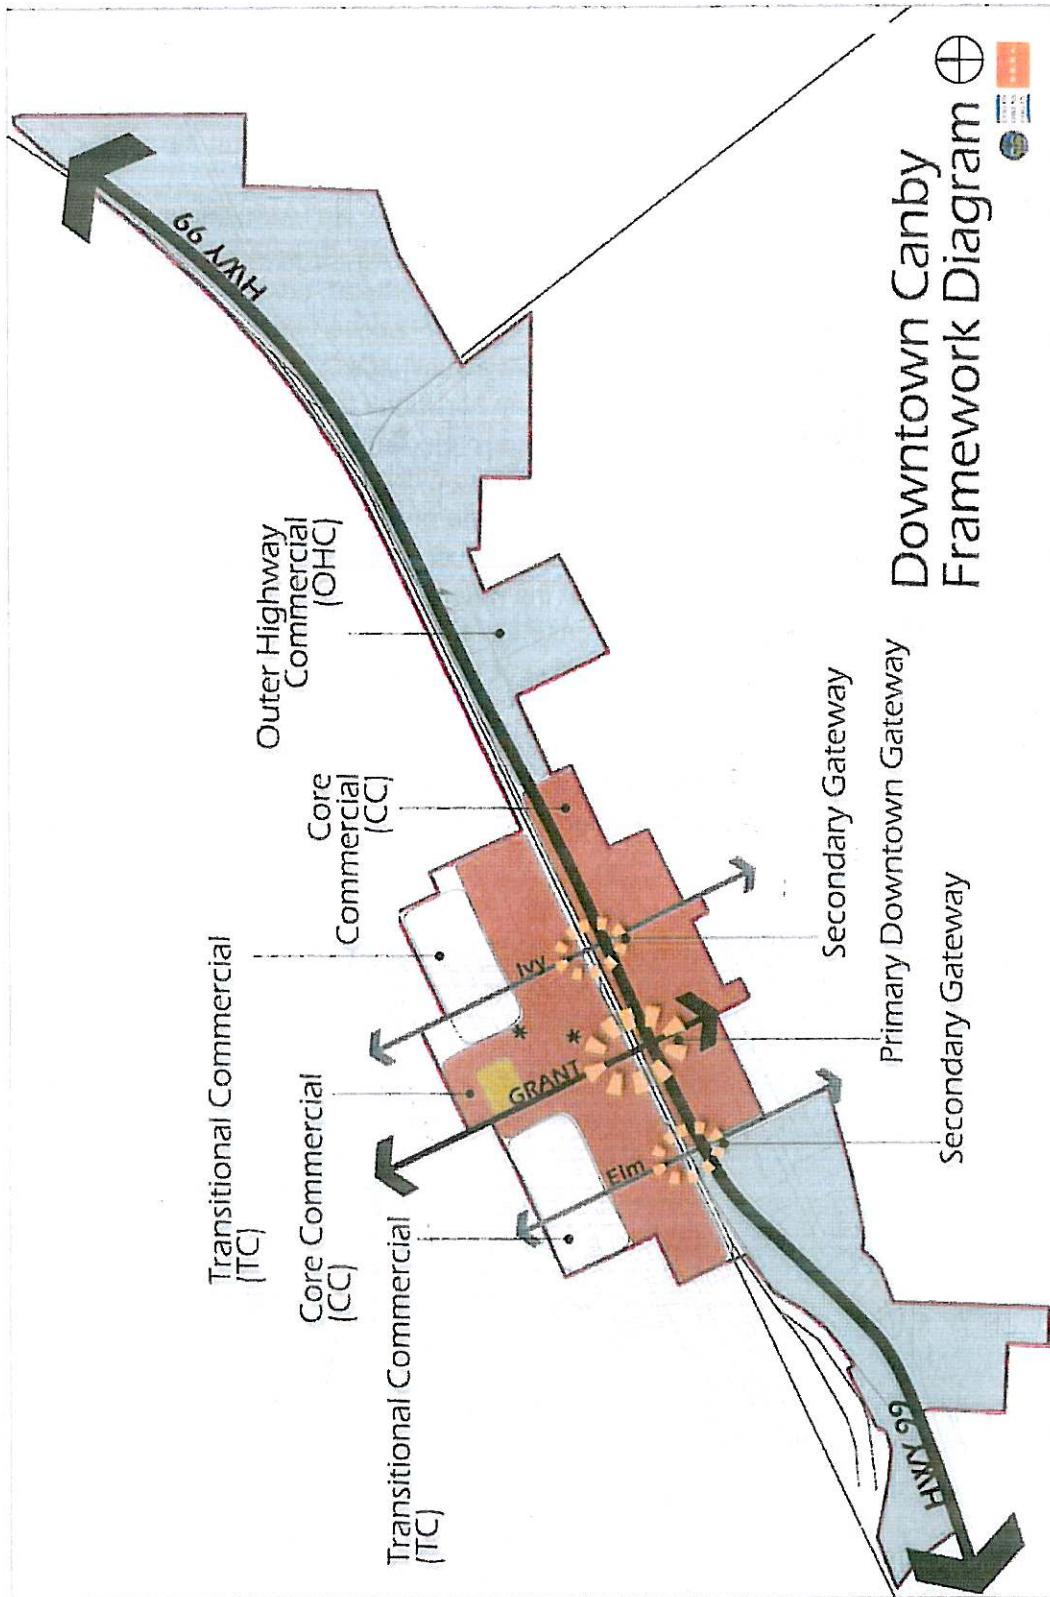 Transitional Commercial
(TC)
Core Commercial
(CC)
Transitional Commercial
(TC)
Core
Commercial
(CC)
Outer Highway
Commercial
(OHC)
HWY 99
Ivy
GRANT
Elm
*
*
HWY 99
Secondary Gateway
Primary Downtown Gateway
Secondary Gateway
Downtown Canby
Framework Diagram